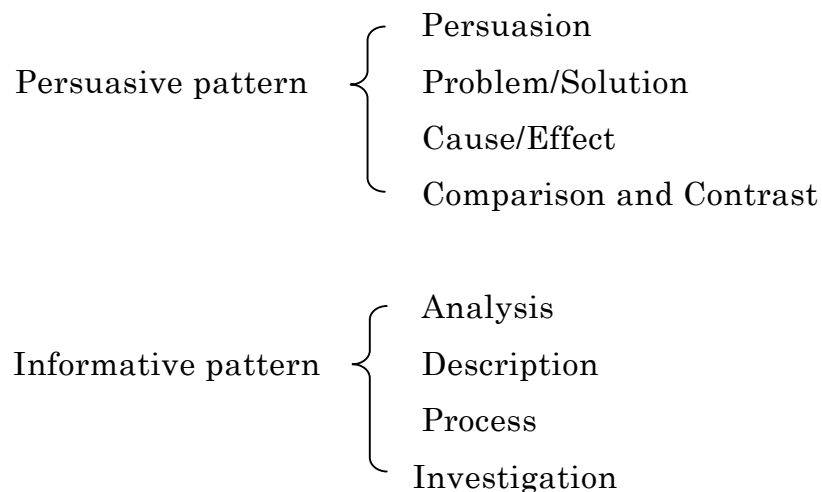 Persuasion
Persuasive pattern Problem/Solution
Cause/Effect
Comparison and Contrast
Analysis
Informative pattern Description
Process
Investigation